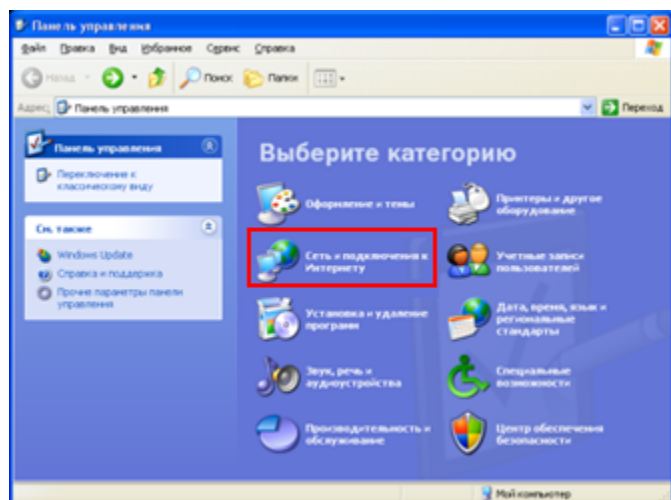 Панель управления
Файл Правка Вид Избранное Сервис Справка
Назад Поиск Папки
Адрес: Панель управления Переход
Панель управления
Переключение к
классическому виду
См. также
Windows Update
Справка и поддержка
Прочие параметры панели
управления
Выберите категорию
Оформление и темы
Принтеры и другое
оборудование
Сеть и подключения к
Интернету
Учетные записи
пользователей
Установка и удаление
программ
Дата, время, язык и
региональные
стандарты
Звук, речь и
аудиоустройства
Специальные
возможности
Производительность и
обслуживание
Центр обеспечения
безопасности
Мой компьютер